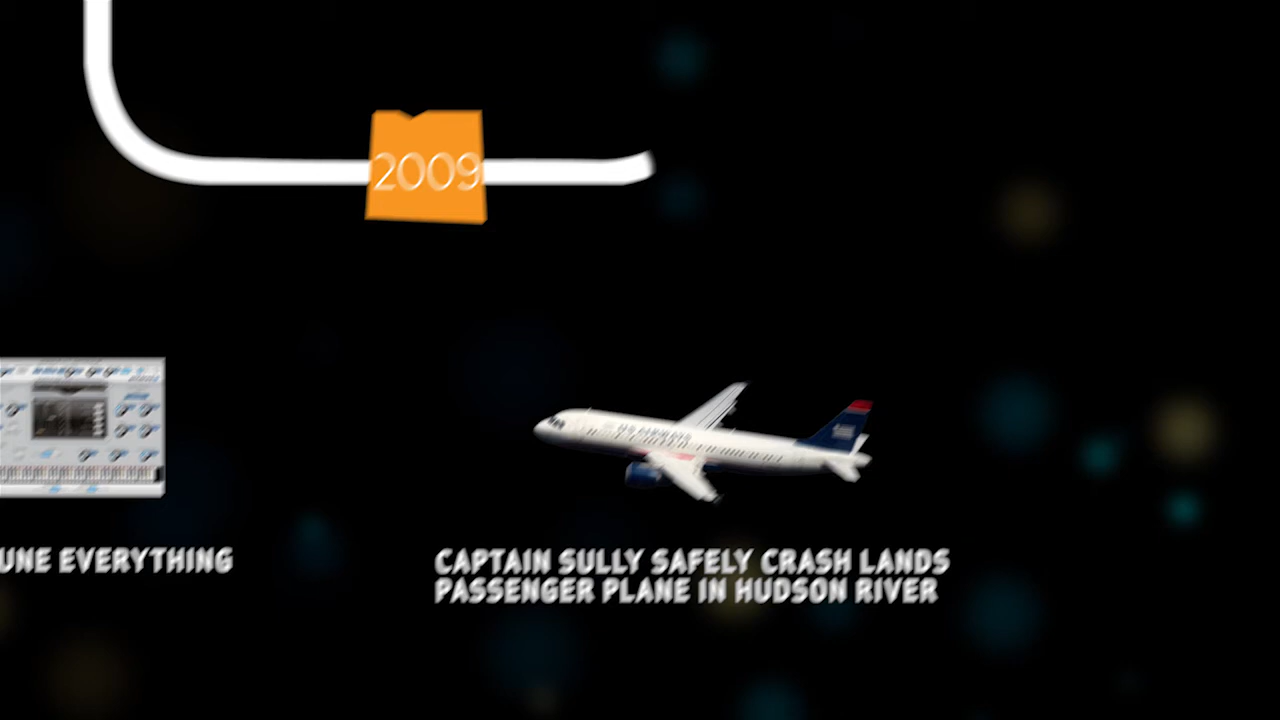 2009
UNE EVERYTHING
CAPTAIN SULLY SAFELY CRASH LANDS
PASSENGER PLANE IN HUDSON RIVER